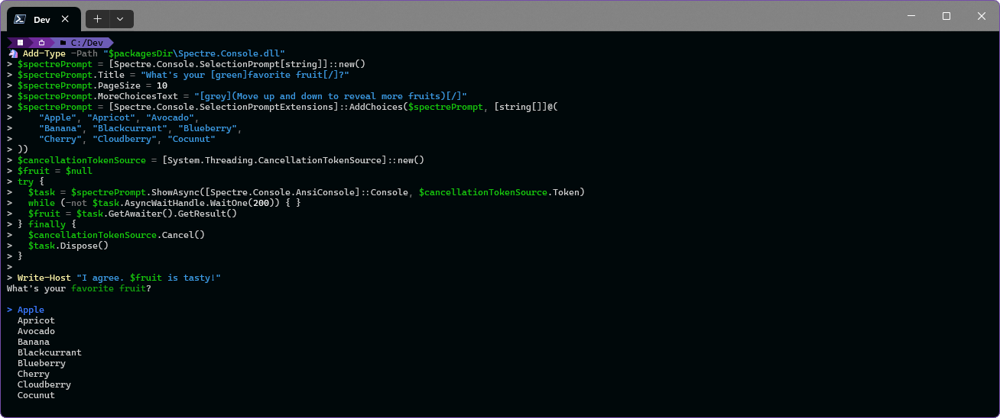 Dev
C:/Dev
Add-Type -Path "$packagesDir\Spectre.Console.dll"
> $spectrePrompt = [Spectre.Console.SelectionPrompt[string]]::new()
> $spectrePrompt.Title = "What's your [green]favorite fruit[/]?"
> $spectrePrompt.PageSize = 10
> $spectrePrompt.MoreChoicesText = "[grey](Move up and down to reveal more fruits)[/]"
> $spectrePrompt = [Spectre.Console.SelectionPromptExtensions]::AddChoices($spectrePrompt, [string[]]@(
>     "Apple", "Apricot", "Avocado",
>     "Banana", "Blackcurrant", "Blueberry",
>     "Cherry", "Cloudberry", "Cocunut"
> ))
> $cancellationTokenSource = [System.Threading.CancellationTokenSource]::new()
> $fruit = $null
> try {
>   $task = $spectrePrompt.ShowAsync([Spectre.Console.AnsiConsole]::Console, $cancellationTokenSource.Token)
>   while (-not $task.AsyncWaitHandle.WaitOne(200)) { }
>   $fruit = $task.GetAwaiter().GetResult()
> } finally {
>   $cancellationTokenSource.Cancel()
>   $task.Dispose()
> }
>
> Write-Host "I agree. $fruit is tasty!"
What's your favorite fruit?
> Apple
Apricot
Avocado
Banana
Blackcurrant
Blueberry
Cherry
Cloudberry
Cocunut